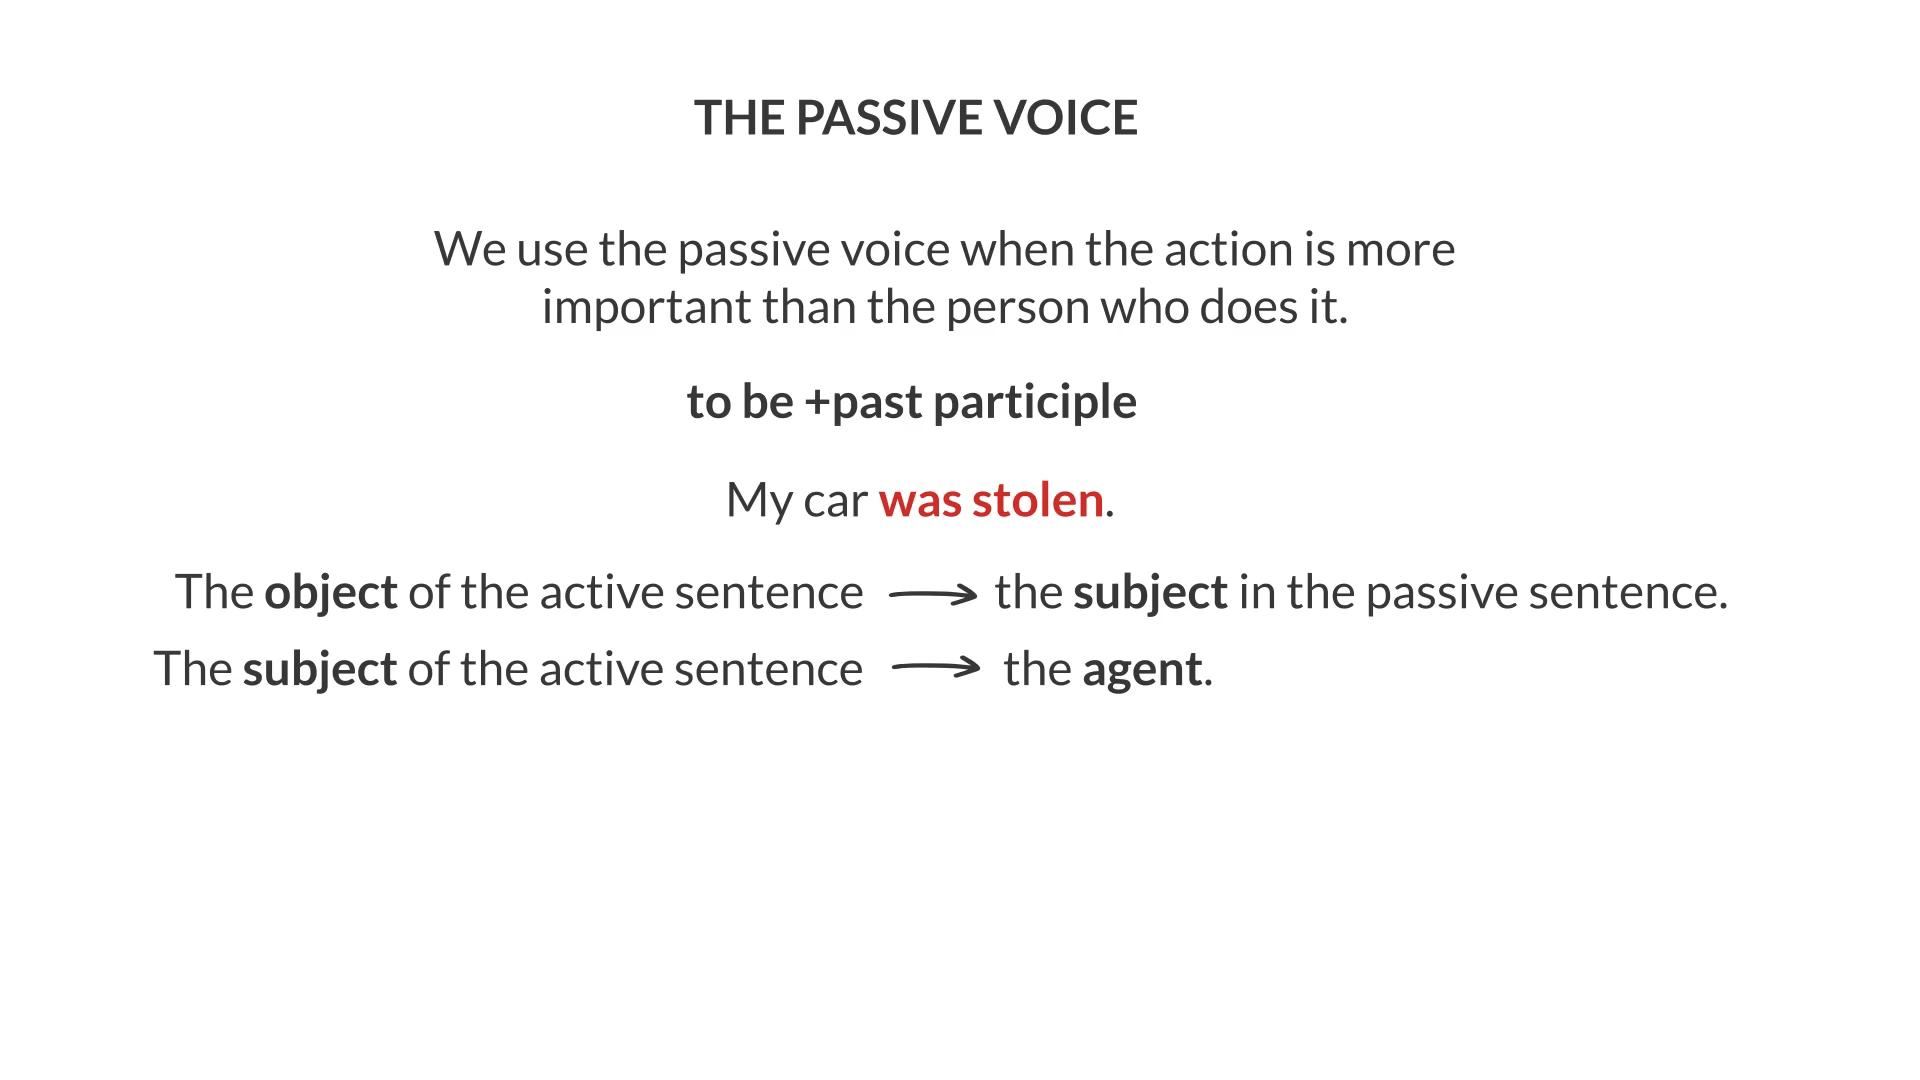 THE PASSIVE VOICE
We use the passive voice when the action is more
important than the person who does it.
to be +past participle
My car was stolen.
The object of the active sentence → the subject in the passive sentence.
The subject of the active sentence → the agent.